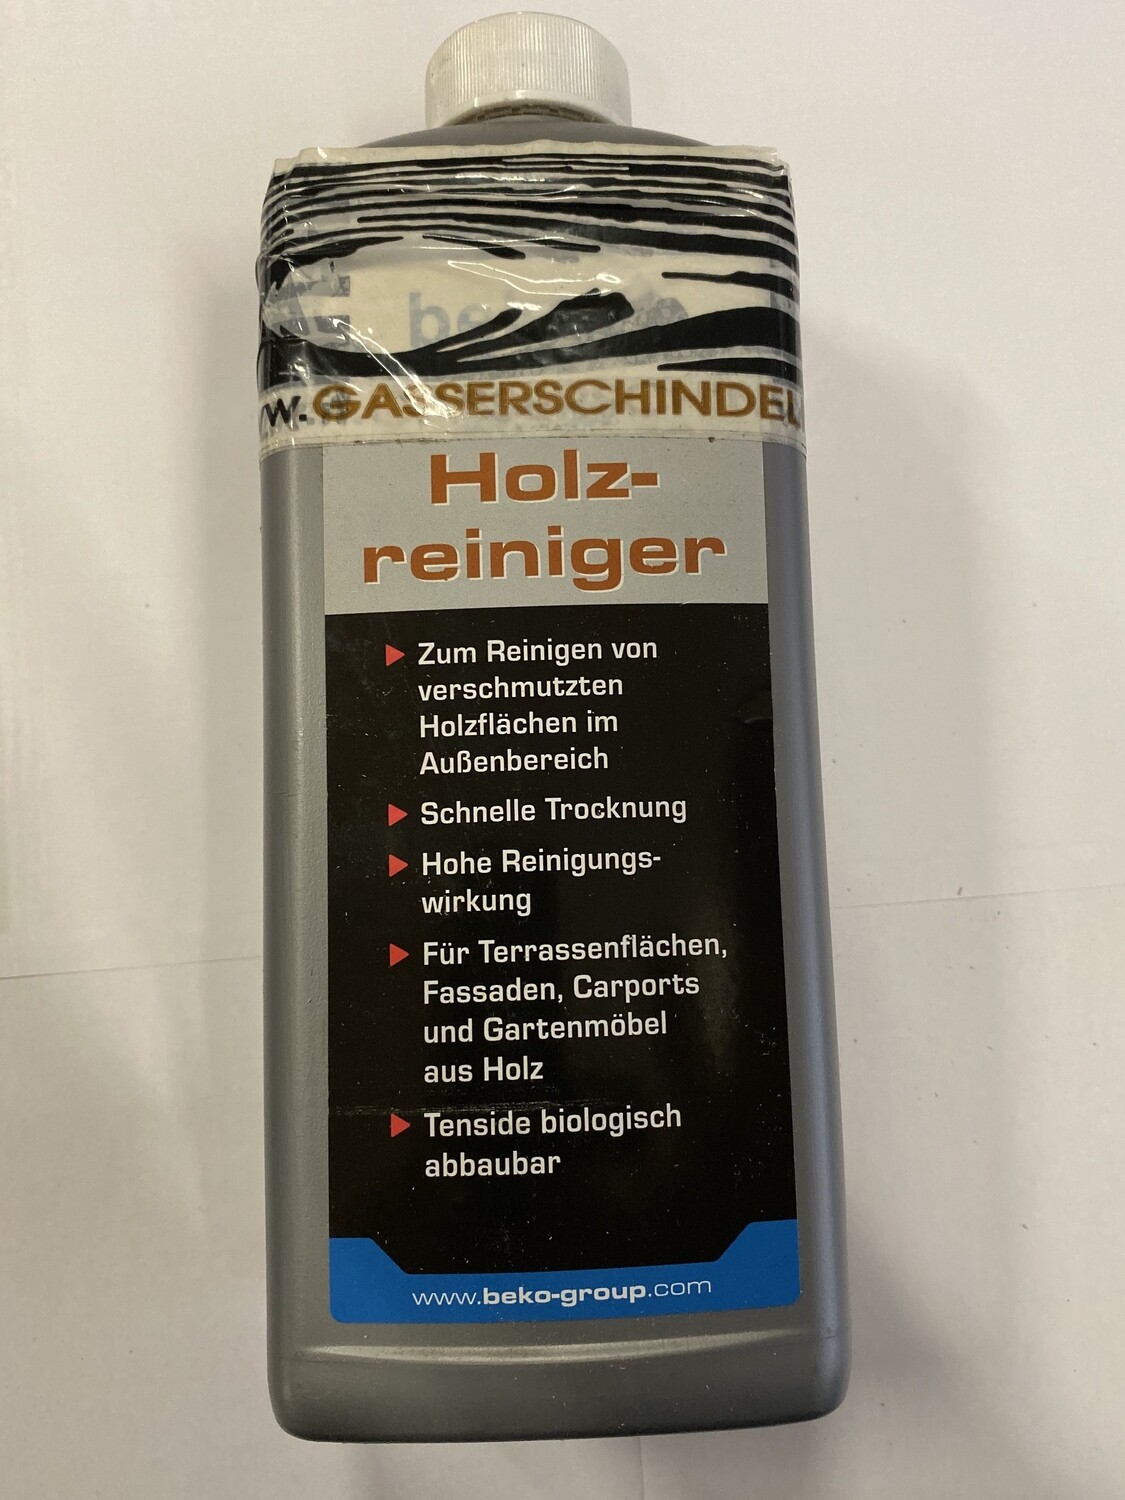 be
W.GASSERSCHINDEL
Holz-
reiniger
Zum Reinigen von
verschmutzten
Holzflächen im
Außenbereich
Schnelle Trocknung
Hohe Reinigungs-
wirkung
Für Terrassenflächen,
Fassaden, Carports
und Gartenmöbel
aus Holz
Tenside biologisch
abbaubar
www.beko-group.com